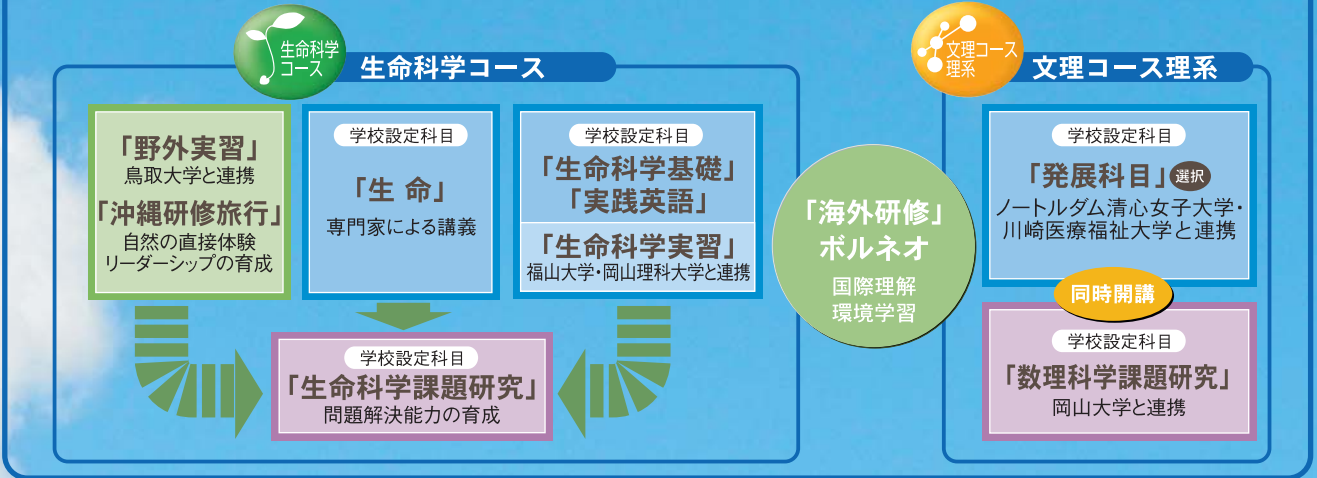 生命科学
コース
生命科学コース
「野外実習」
鳥取大学と連携
「沖縄研修旅行」
自然の直接体験
リーダーシップの育成
学校設定科目
「生 命」
専門家による講義
学校設定科目
「生命科学基礎」
「実践英語」
「生命科学実習」
福山大学・岡山理科大学と連携
学校設定科目
「生命科学課題研究」
問題解決能力の育成
「海外研修」
ボルネオ
国際理解
環境学習
文理コース
理系
文理コース理系
学校設定科目
「発展科目」選択
ノートルダム清心女子大学・
川崎医療福祉大学と連携
同時開講
学校設定科目
「数理科学課題研究」
岡山大学と連携